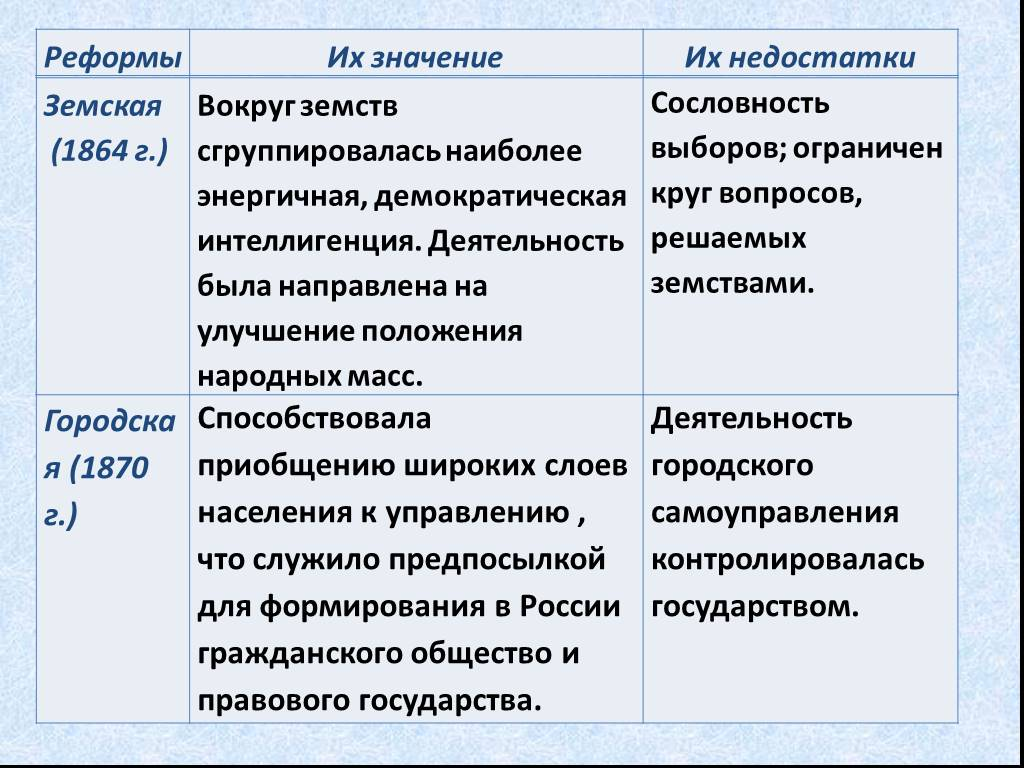 Реформы
Их значение
Их недостатки
Земская
(1864 г.)
Вокруг земств
сгруппировалась наиболее
энергичная, демократическая
интеллигенция. Деятельность
была направлена на
улучшение положения
народных масс.
Сословность
выборов; ограничен
круг вопросов,
решаемых
земствами.
Городска
я (1870
г.)
Способствовала
приобщению широких слоев
населения к управлению ,
что служило предпосылкой
для формирования в России
гражданского общество и
правового государства.
Деятельность
городского
самоуправления
контролировалась
государством.